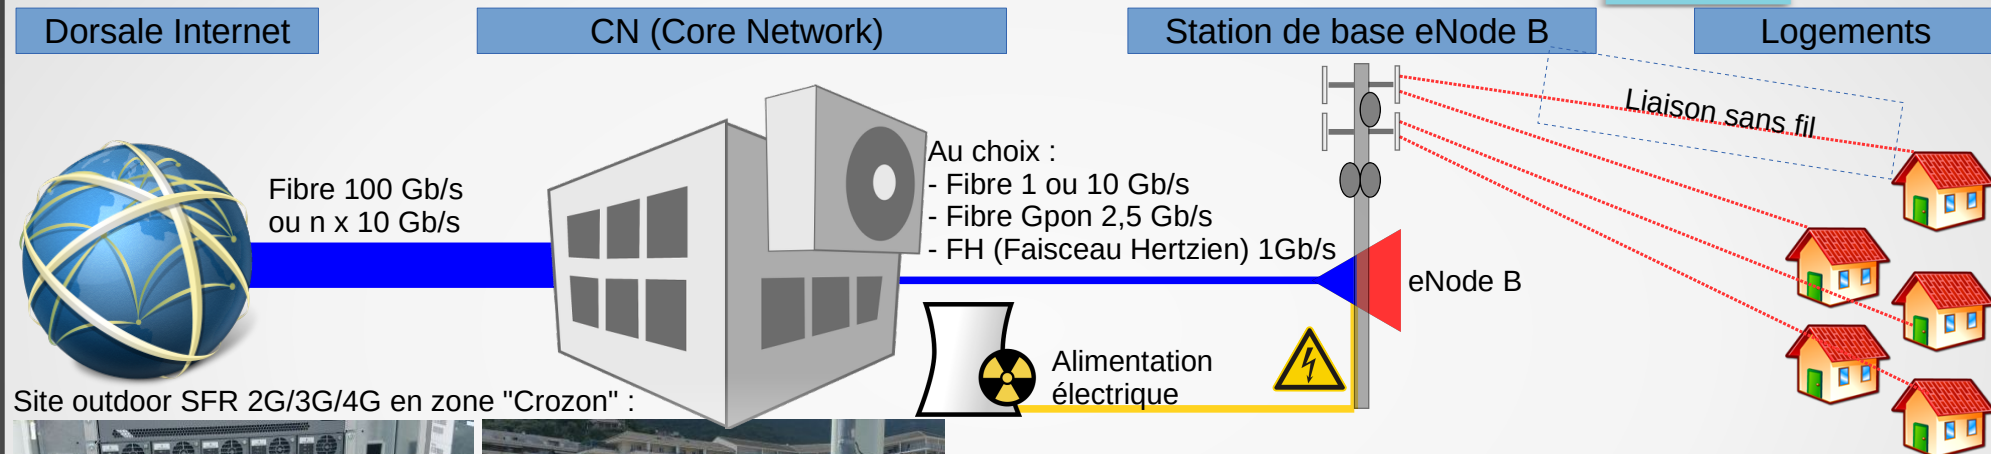 Dorsale Internet
CN (Core Network)
Station de base eNode B
Logements
Liaison sans fil
Fibre 100 Gb/s
ou n x 10 Gb/s
Au choix :
- Fibre 1 ou 10 Gb/s
- Fibre Gpon 2,5 Gb/s
- FH (Faisceau Hertzien) 1Gb/s
eNode B
Alimentation
électrique
Site outdoor SFR 2G/3G/4G en zone "Crozon" :